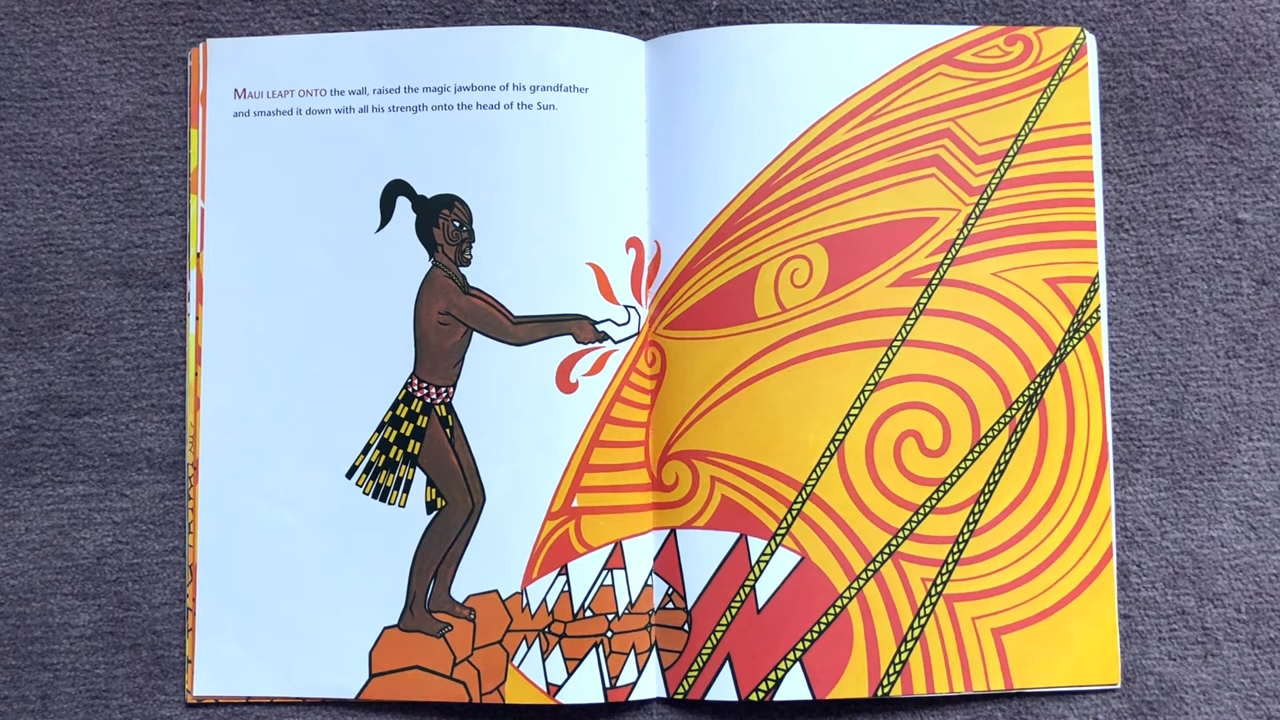 MAUI LEAPT ONTO the wall, raised the magic jawbone of his grandfather
and smashed it down with all his strength onto the head of the Sun.